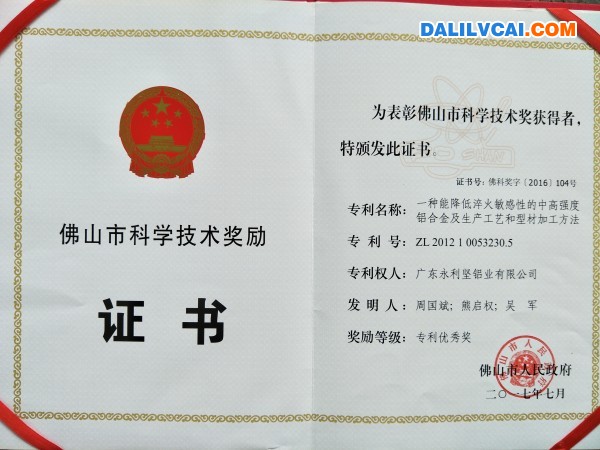 DALILVCAI.COM
佛山市科学技术奖励
证书
为表彰佛山市科学技术奖获得者，
特颁发此证书。
证书号：佛科奖字〔2016〕104号
专利名称：一种能降低淬火敏感性的中高强度
铝合金及生产工艺和型材加工方法
专利号：ZL 2012 1 0053230.5
专利权人：广东永利坚铝业有限公司
发明人：周国斌；熊启权；吴军
奖励等级：专利优秀奖
佛山市人民政府
二〇一七年七月